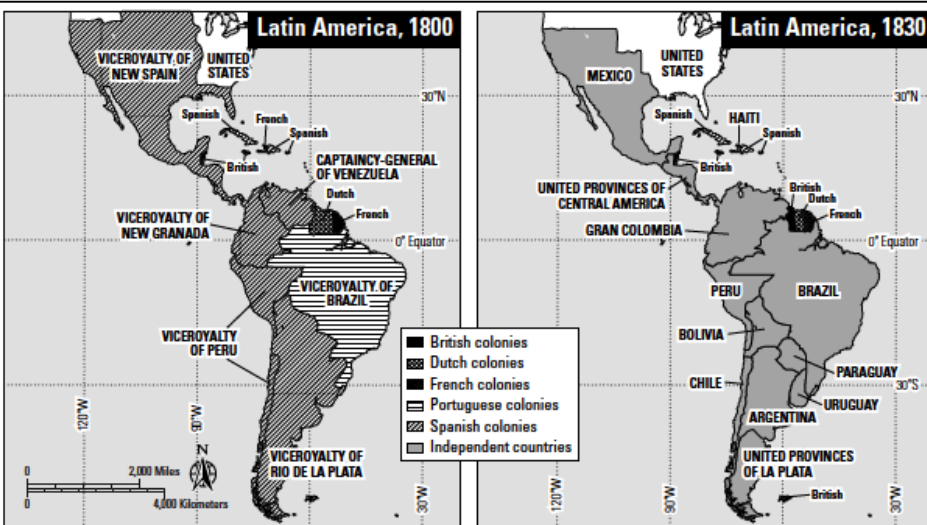 Latin America, 1800
VICEROYALTY OF
NEW SPAIN
UNITED
STATES
30°N
Spanish
French
Spanish
British
CAPTAINCY-GENERAL
OF VENEZUELA
Dutch
French
VICEROYALTY OF
NEW GRANADA
0° Equator
VICEROYALTY OF
BRAZIL
VICEROYALTY
OF PERU
120°W
90°W
N
VICEROYALTY OF
RIO DE LA PLATA
0
2,000 Miles
0
4,000 Kilometers
30°W
British colonies
Dutch colonies
French colonies
Portuguese colonies
Spanish colonies
Independent countries
Latin America, 1830
UNITED
STATES
MEXICO
30°N
Spanish
HAITI
Spanish
British
UNITED PROVINCES OF
CENTRAL AMERICA
British
Dutch
French
GRAN COLOMBIA
0° Equator
PERU
BRAZIL
BOLIVIA
PARAGUAY
CHILE
30°S
URUGUAY
ARGENTINA
UNITED PROVINCES
OF LA PLATA
British
120°W
90°W
30°W